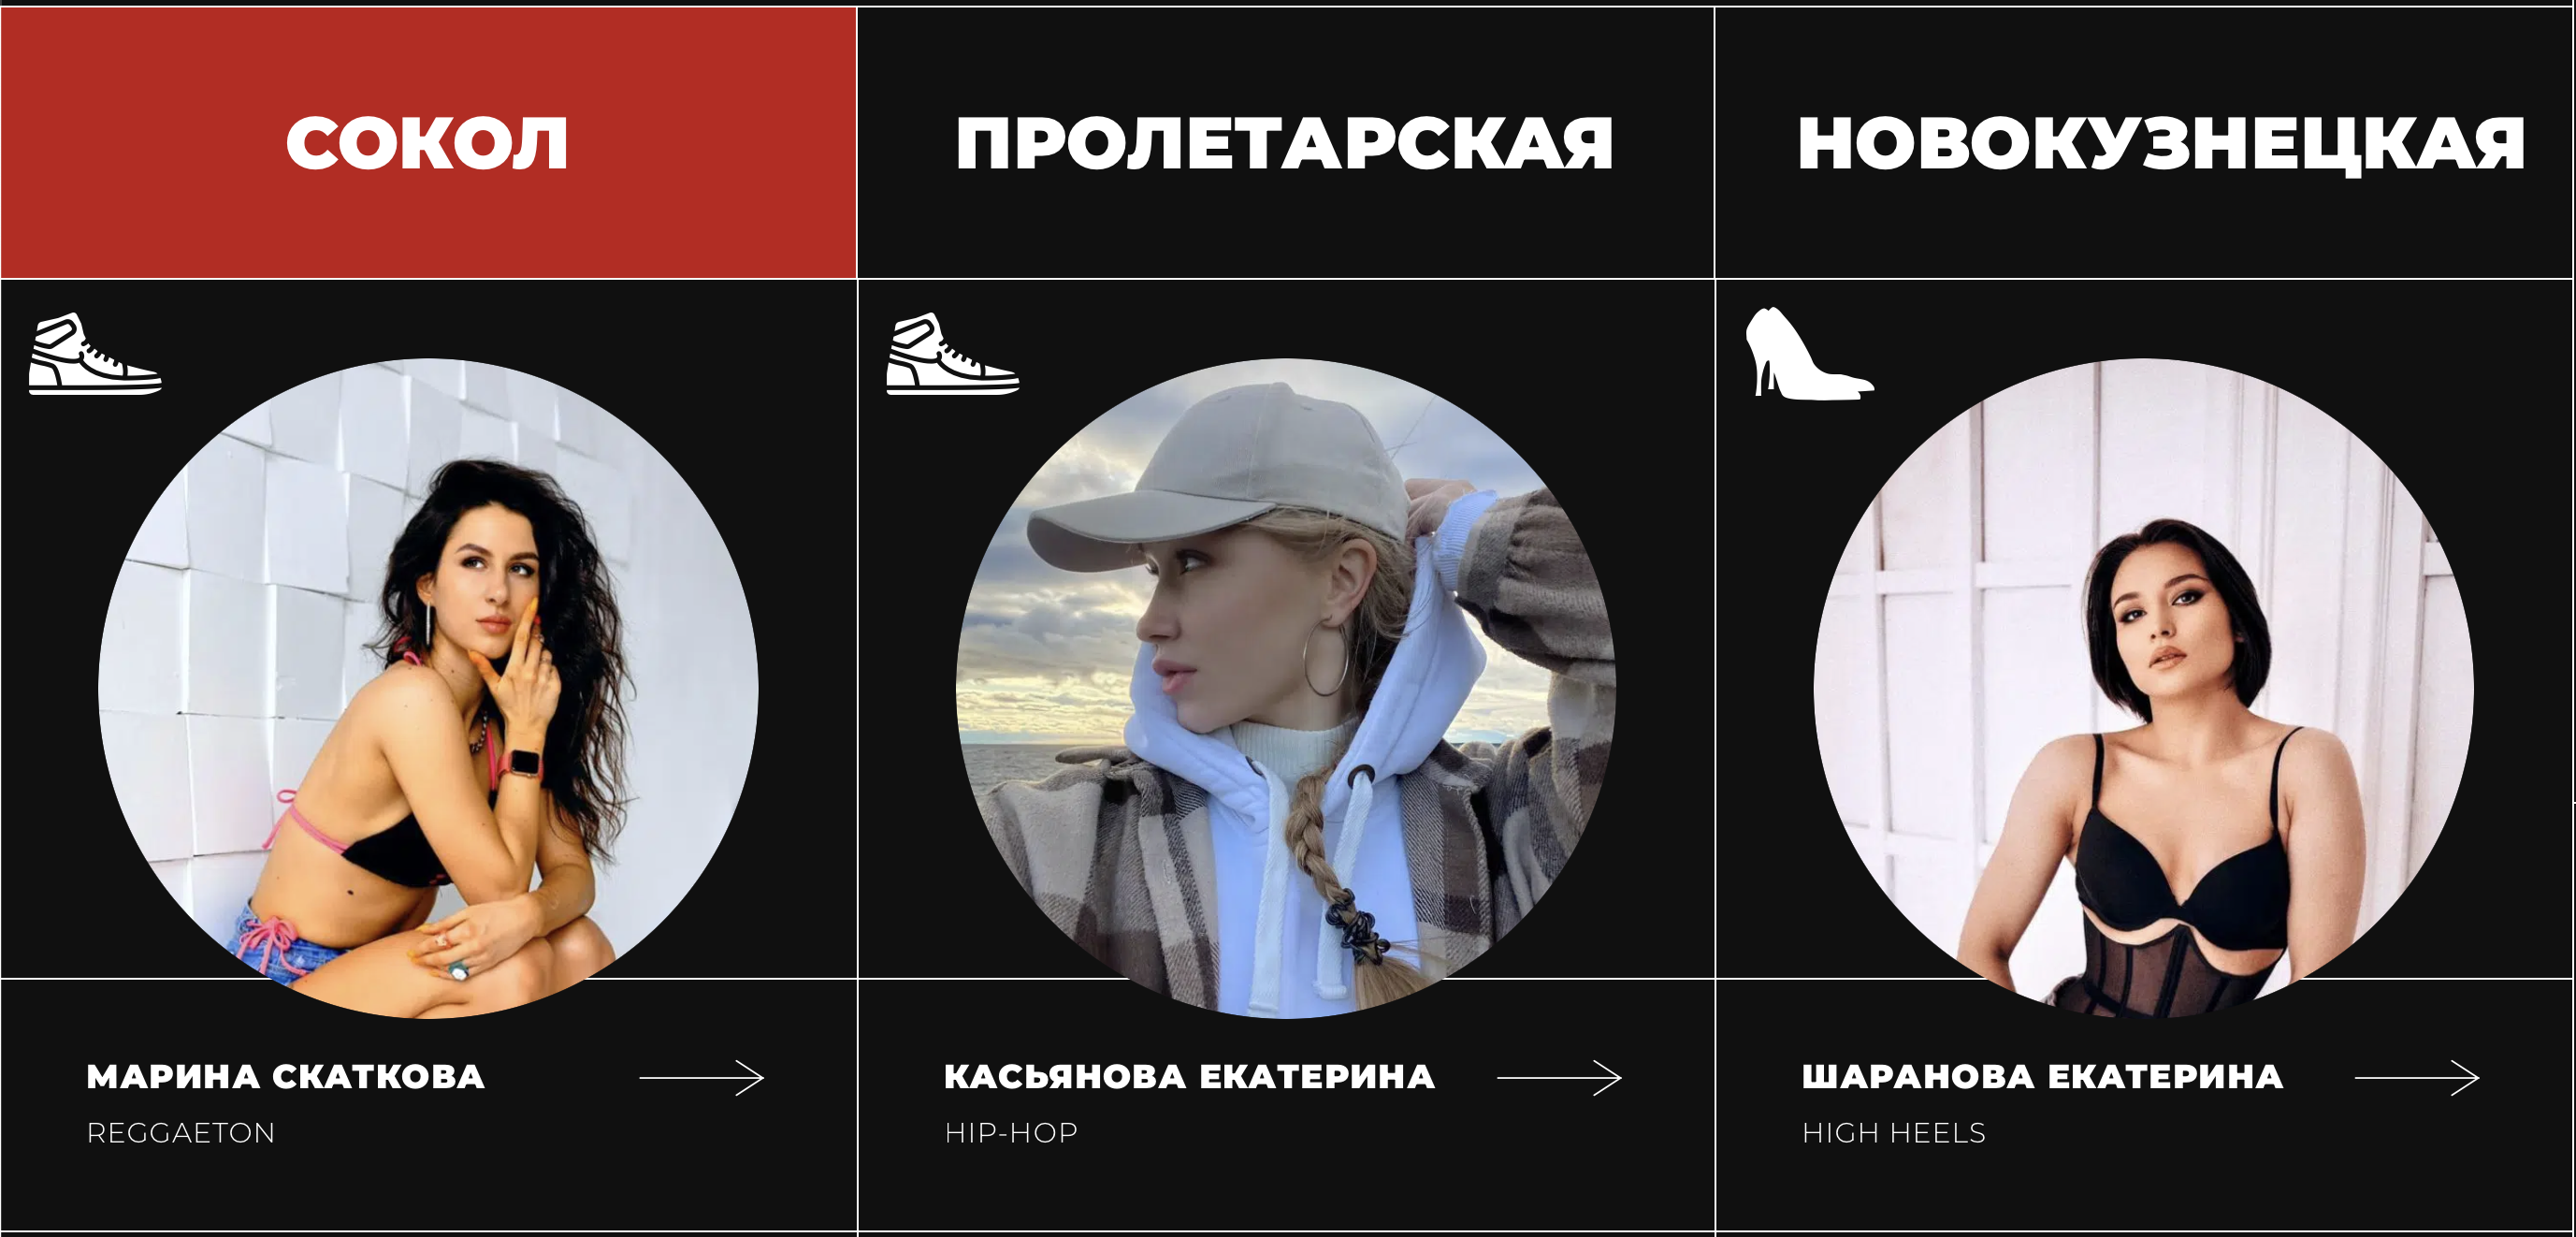 СОКОЛ
ПРОЛЕТАРСКАЯ
НОВОКУЗНЕЦКАЯ
МАРИНА СКАТКОВА
REGGAETON
КАСЬЯНОВА ЕКАТЕРИНА
HIP-HOP
ШАРАНОВА ЕКАТЕРИНА
HIGH HEELS